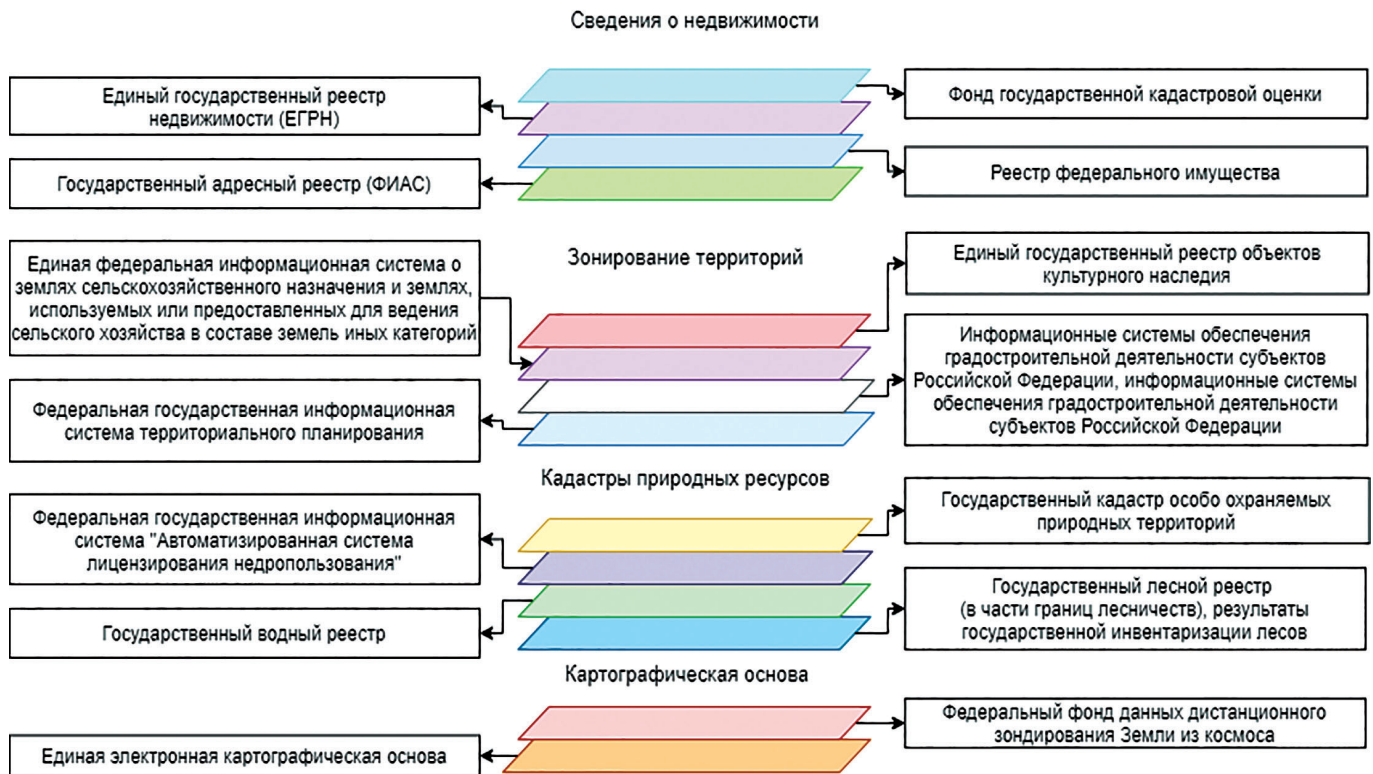 Сведения о недвижимости
Единый государственный реестр
недвижимости (ЕГРН)
Фонд государственной кадастровой оценки
Государственный адресный реестр (ФИАС)
Реестр федерального имущества
Зонирование территорий
Единая федеральная информационная система о
землях сельскохозяйственного назначения и землях,
используемых или предоставленных для ведения
сельского хозяйства в составе земель иных категорий
Единый государственный реестр объектов
культурного наследия
Федеральная государственная информационная
система территориального планирования
Информационные системы обеспечения
градостроительной деятельности субъектов
Российской Федерации, информационные системы
обеспечения градостроительной деятельности
субъектов Российской Федерации
Кадастры природных ресурсов
Федеральная государственная информационная
система "Автоматизированная система
лицензирования недропользования"
Государственный кадастр особо охраняемых
природных территорий
Государственный водный реестр
Государственный лесной реестр
(в части границ лесничеств), результаты
государственной инвентаризации лесов
Картографическая основа
Единая электронная картографическая основа
Федеральный фонд данных дистанционного
зондирования Земли из космоса